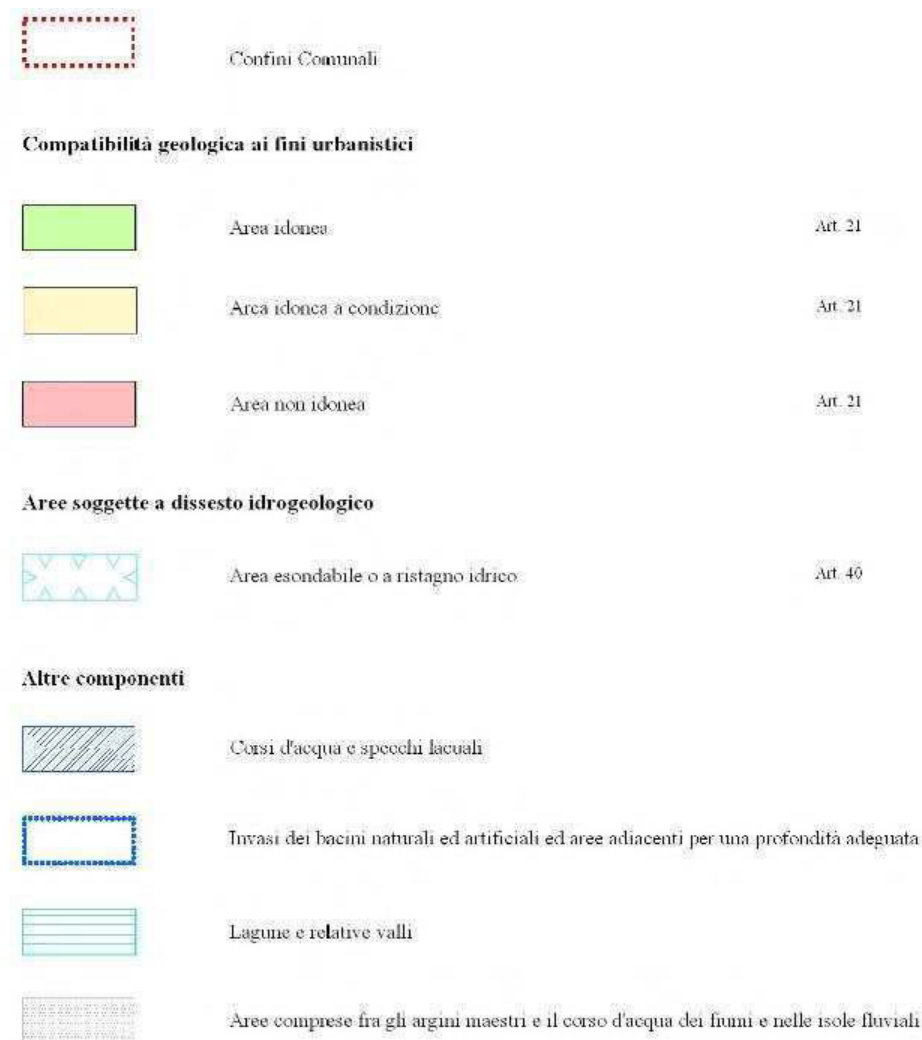 Confini Comunali
Compatibilità geologica ai fini urbanistici
Area idonea Art. 21
Area idonea a condizione Art. 21
Area non idonea Art. 21
Aree soggette a dissesto idrogeologico
Area esondabile o a ristagno idrico Art. 40
Altre componenti
Corsi d'acqua e specchi lacuali
Invasi dei bacini naturali ed artificiali ed aree adiacenti per una profondità adeguata
Lagune e relative valli
Aree comprese fra gli argini maestri e il corso d'acqua dei fiumi e nelle isole fluviali